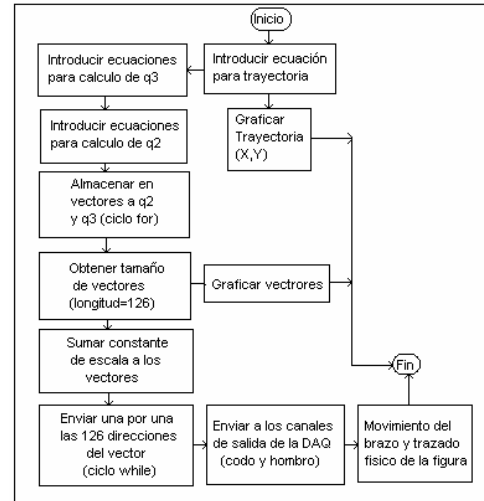 Inicio
Introducir ecuaciones
para calculo de q3
Introducir ecuación
para trayectoria
Introducir ecuaciones
para calculo de q2
Graficar
Trayectoria
(X,Y)
Almacenar en
vectores a q2
y q3 (ciclo for)
Obtener tamaño
de vectores
(longitud=126)
Graficar vectrores
Sumar constante
de escala a los
vectores
Fin
Enviar una por una
las 126 direcciones
del vector
(ciclo while)
Enviar a los canales
de salida de la DAQ
(codo y hombro)
Movimiento del
brazo y trazado
fisico de la figura